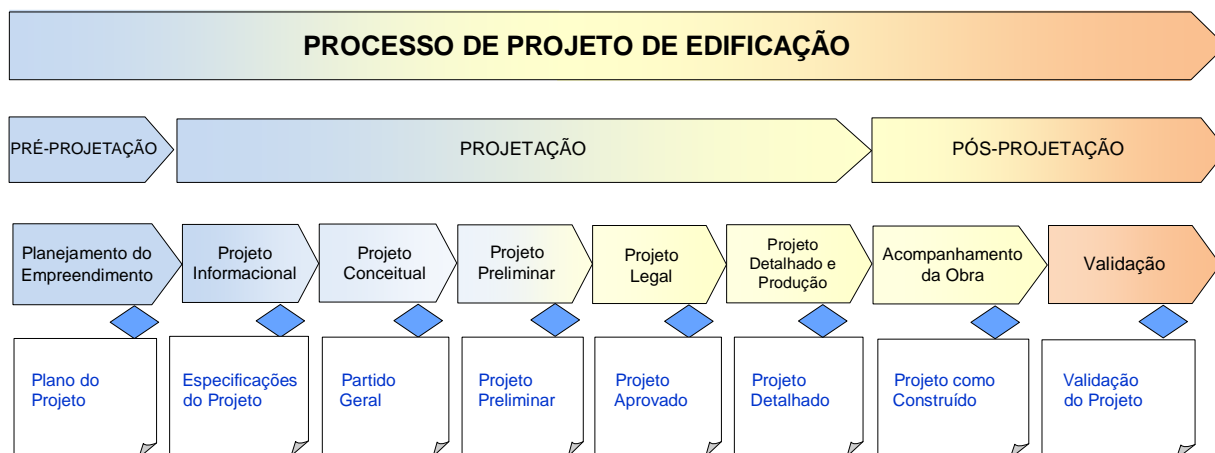 PROCESSO DE PROJETO DE EDIFICAÇÃO
PRÉ-PROJETAÇÃO
PROJETAÇÃO
PÓS-PROJETAÇÃO
Planejamento do
Empreendimento
Projeto
Informacional
Projeto
Conceitual
Projeto
Preliminar
Projeto
Legal
Projeto
Detalhado e
Produção
Acompanhamento
da Obra
Validação
Plano do
Projeto
Especificações
do Projeto
Partido
Geral
Projeto
Preliminar
Projeto
Aprovado
Projeto
Detalhado
Projeto como
Construído
Validação
do Projeto